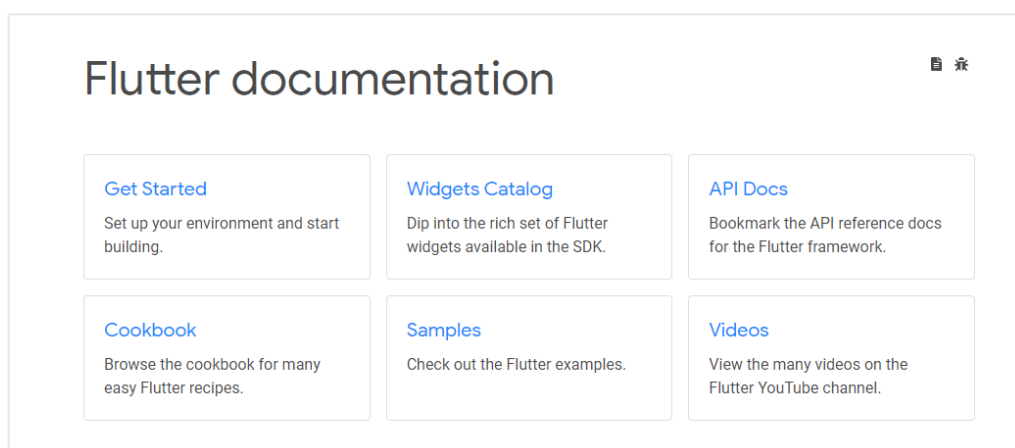 Flutter documentation
Get Started
Set up your environment and start
building.
Widgets Catalog
Dip into the rich set of Flutter
widgets available in the SDK.
API Docs
Bookmark the API reference docs
for the Flutter framework.
Cookbook
Browse the cookbook for many
easy Flutter recipes.
Samples
Check out the Flutter examples.
Videos
View the many videos on the
Flutter YouTube channel.